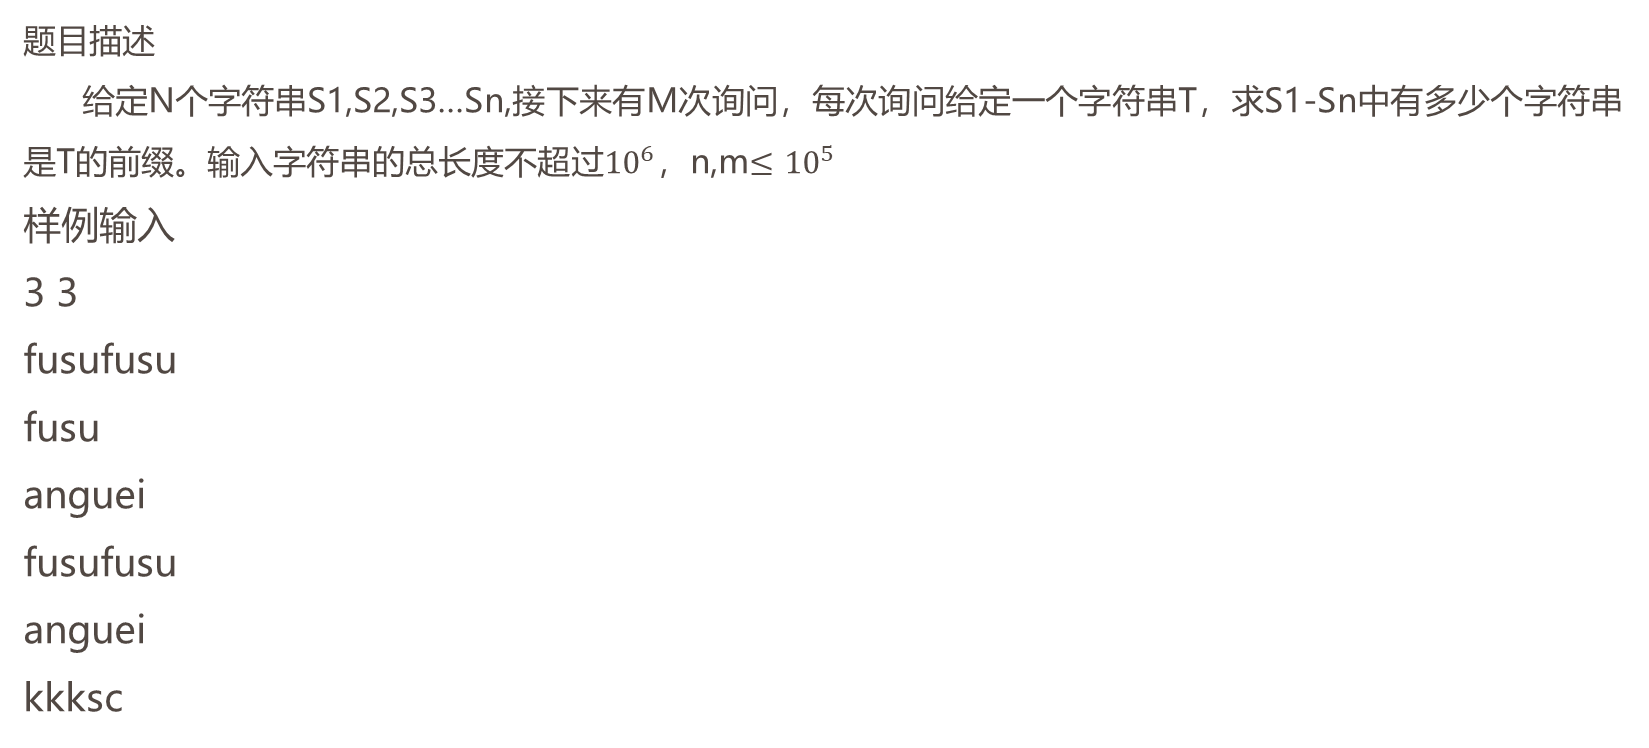 题目描述
给定N个字符串S1,S2,S3...Sn,接下来有M次询问，每次询问给定一个字符串T，求S1-Sn中有多少个字符串
是T的前缀。输入字符串的总长度不超过10⁶，n,m≤ 10⁵
样例输入
3 3
fusufusu
fusu
anguei
fusufusu
anguei
kkksc